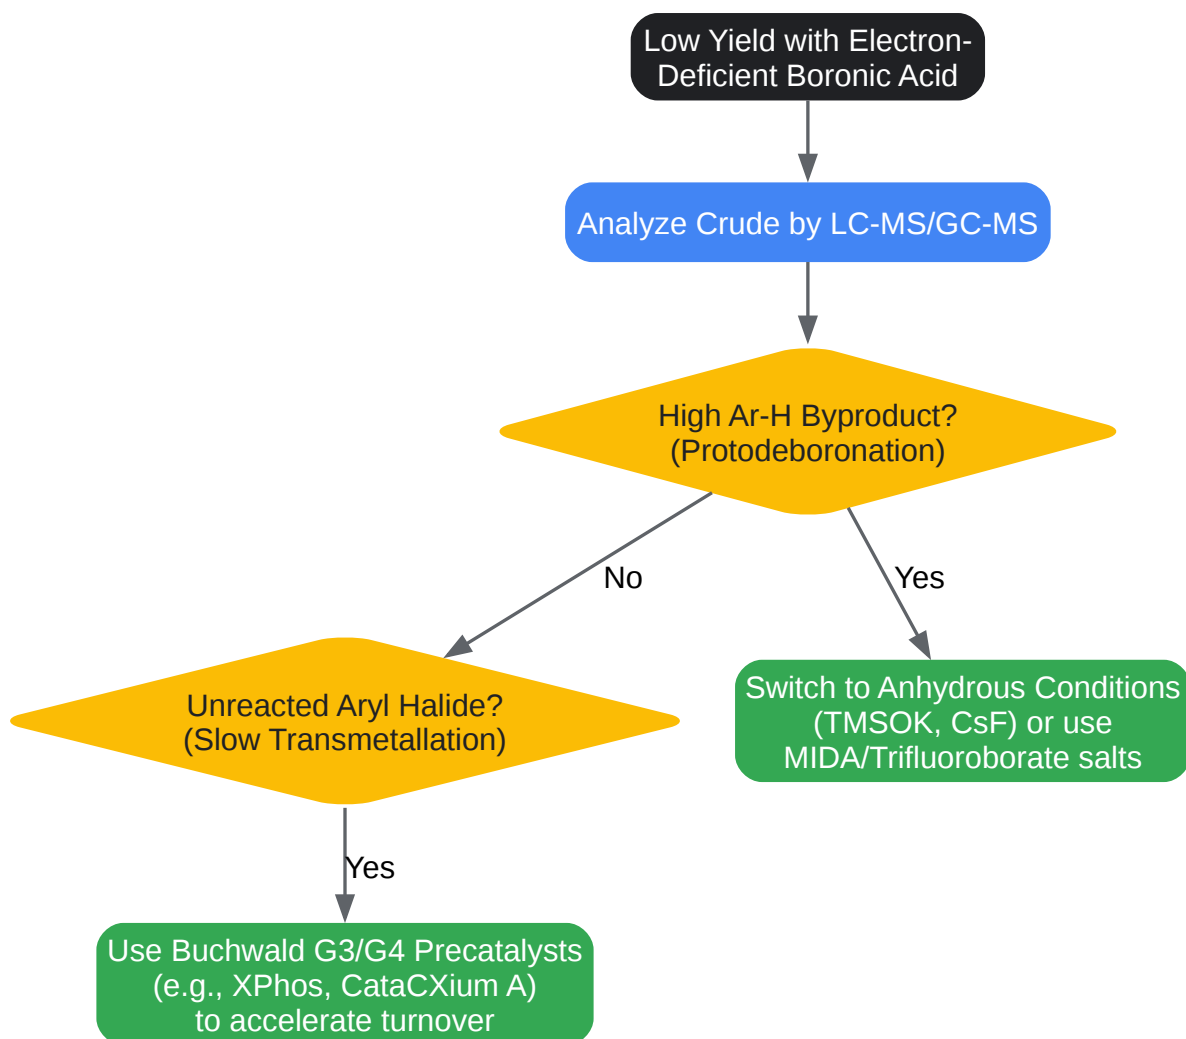 Low Yield with Electron-
Deficient Boronic Acid
Analyze Crude by LC-MS/GC-MS
High Ar-H Byproduct?
(Protodeboronation)
No
Yes
Unreacted Aryl Halide?
(Slow Transmetallation)
Switch to Anhydrous Conditions
(TMSOK, CsF) or use
MIDA/Trifluoroborate salts
Yes
Use Buchwald G3/G4 Precatalysts
(e.g., XPhos, CataCXium A)
to accelerate turnover